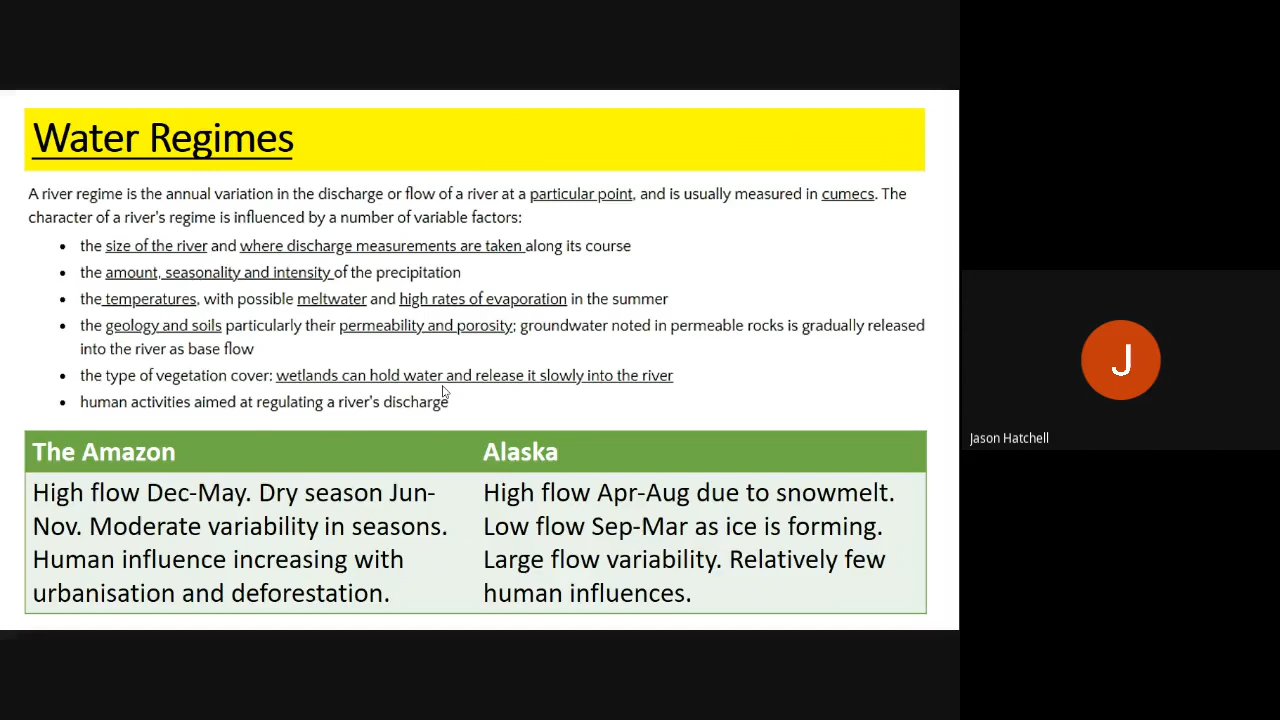 Water Regimes
A river regime is the annual variation in the discharge or flow of a river at a particular point, and is usually measured in cumecs. The
character of a river's regime is influenced by a number of variable factors:
• the size of the river and where discharge measurements are taken along its course
• the amount, seasonality and intensity of the precipitation
• the temperatures, with possible meltwater and high rates of evaporation in the summer
• the geology and soils particularly their permeability and porosity; groundwater noted in permeable rocks is gradually released
into the river as base flow
• the type of vegetation cover: wetlands can hold water and release it slowly into the river
• human activities aimed at regulating a river's discharge
The Amazon
High flow Dec-May. Dry season Jun-
Nov. Moderate variability in seasons.
Human influence increasing with
urbanisation and deforestation.
Alaska
High flow Apr-Aug due to snowmelt.
Low flow Sep-Mar as ice is forming.
Large flow variability. Relatively few
human influences.
J
Jason Hatchell